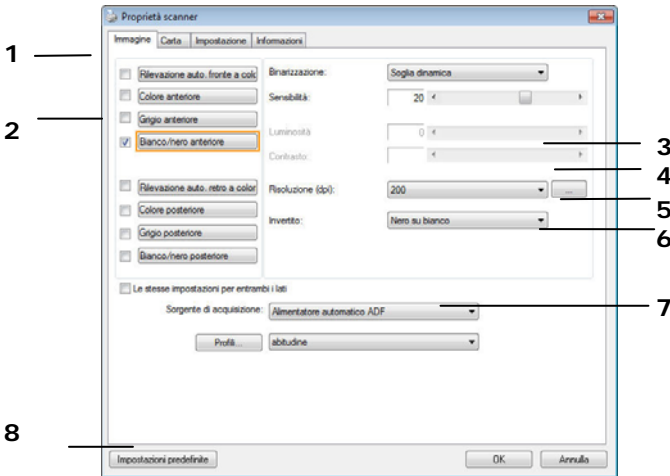 Proprietà scanner
Immagine Carta Impostazione Informazioni
1
Rilevazione auto. fronte a col
Binarizzazione: Soglia dinamica
Colore anteriore
Sensibilità: 20
2
Grigio anteriore
Bianco/nero anteriore
Luminosità 0
3
Contrasto:
4
Rilevazione auto. retro a color
Risoluzione (dpi): 200 ...
5
Colore posteriore
Invertito: Nero su bianco
6
Grigio posteriore
Bianco/nero posteriore
Le stesse impostazioni per entrambi i lati
Sorgente di acquisizione: Alimentatore automatico ADF
7
Profili... abitudine
8
Impostazioni predefinite OK Annulla